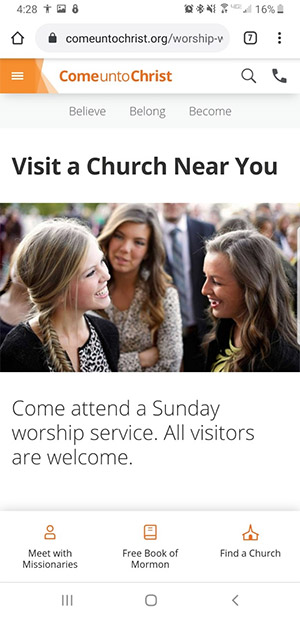 4:28 16%
comeuntochrist.org/worship-w 7
ComeuntoChrist
Believe Belong Become
Visit a Church Near You
Come attend a Sunday
worship service. All visitors
are welcome.
Meet with Free Book of Find a Church
Missionaries Mormon